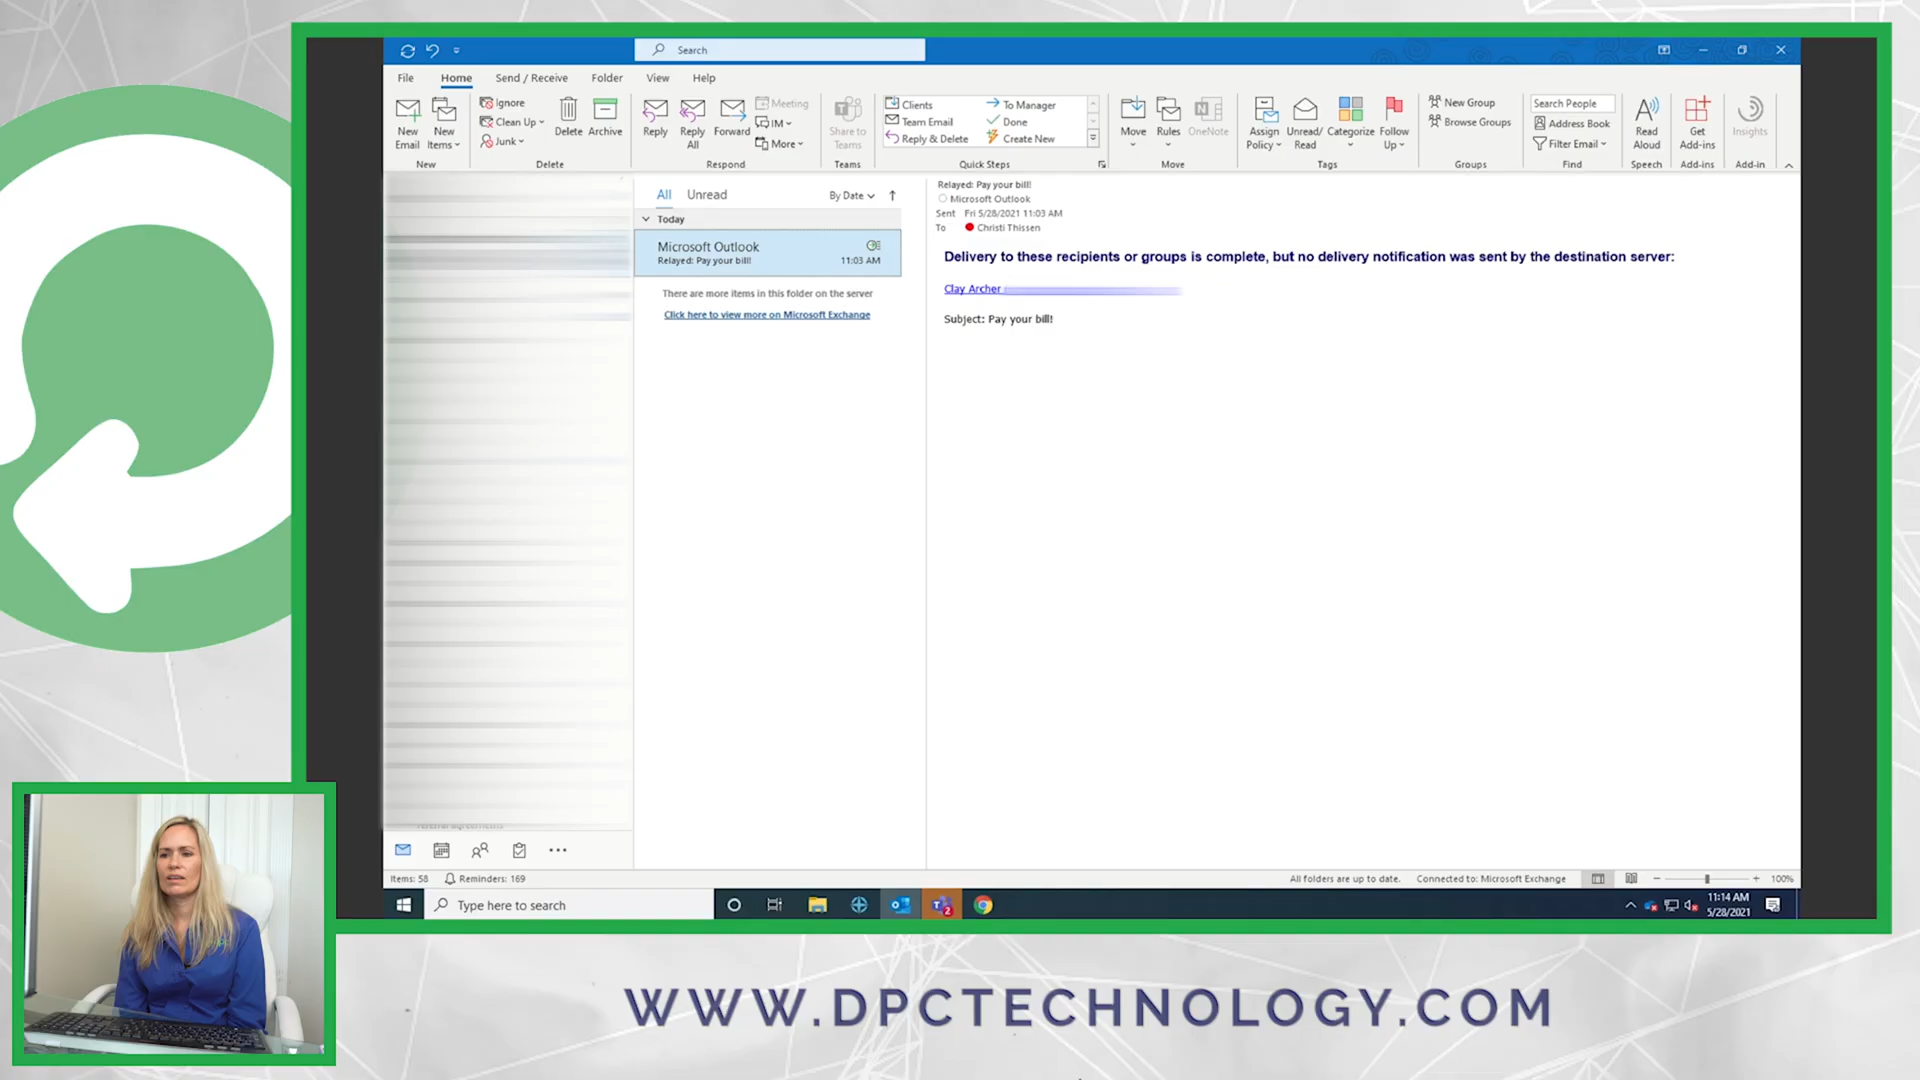 Search
File Home Send / Receive Folder View Help
New Email
New Items
New
Ignore
Clean Up
Junk
Delete
Archive
Delete
Reply
Reply All
Forward
Meeting
IM
More
Respond
Share to Teams
Teams
Clients
Team Email
Reply & Delete
To Manager
Done
Create New
Quick Steps
Move
Rules
OneNote
Move
Assign Policy
Unread/ Read
Categorize
Follow Up
Tags
New Group
Browse Groups
Groups
Search People
Address Book
Filter Email
Find
Read Aloud
Speech
Get Add-ins
Add-ins
Insights
Add-in
All Unread By Date
Today
Microsoft Outlook
Relayed: Pay your bill! 11:03 AM
There are more items in this folder on the server
Click here to view more on Microsoft Exchange
Relayed: Pay your bill!
Microsoft Outlook
Sent Fri 5/28/2021 11:03 AM
To Christi Thissen
Delivery to these recipients or groups is complete, but no delivery notification was sent by the destination server:
Clay Archer
Subject: Pay your bill!
Items: 58 Reminders: 169
All folders are up to date. Connected to: Microsoft Exchange 100%
Type here to search
2
11:14 AM
5/28/2021
WWW.DPCTECHNOLOGY.COM